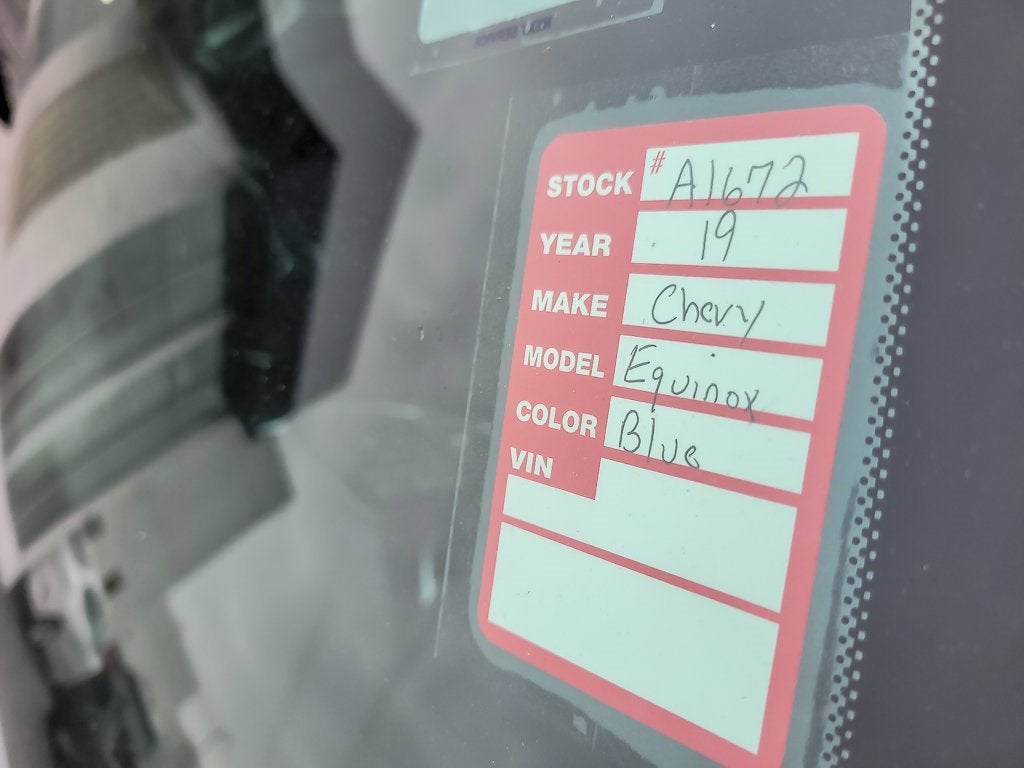 STOCK # A1672
YEAR 19
MAKE Chevy
MODEL Equinox
COLOR Blue
VIN